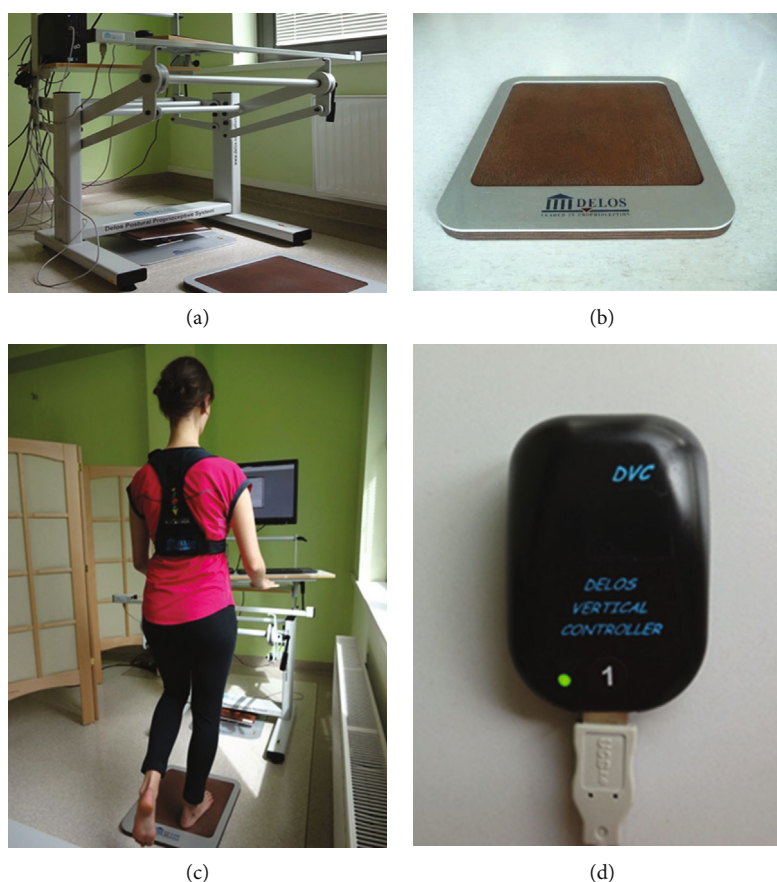 Delos Postural Proprioceptive System
(a)
DELOS
(b)
(c)
DVC
DELOS
VERTICAL
CONTROLLER
1
(d)